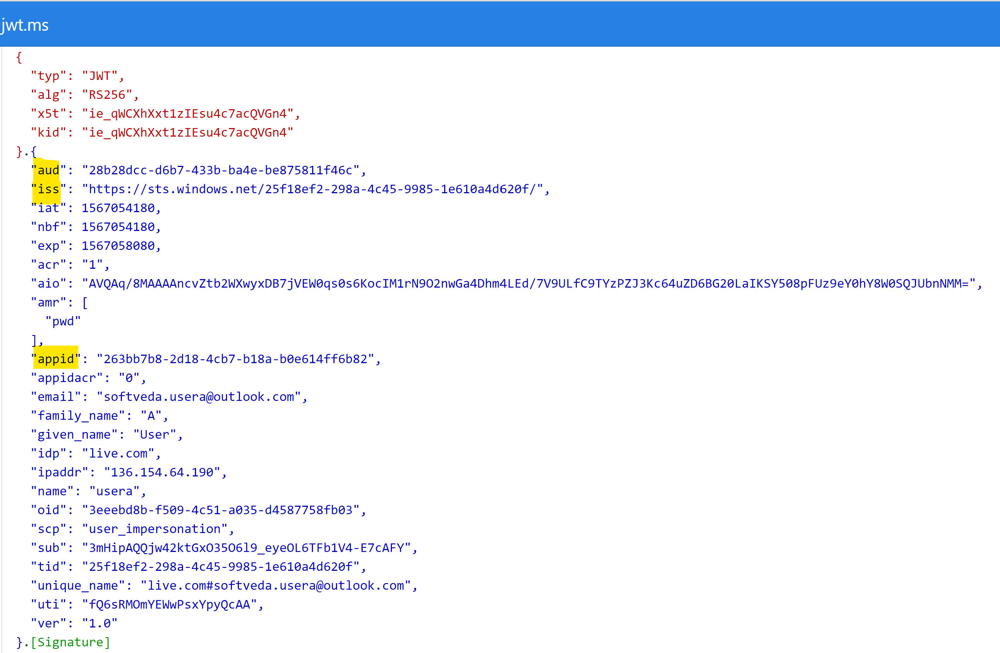 jwt.ms
{
"typ": "JWT",
"alg": "RS256",
"x5t": "ie_qWCXhXxt1zIEsu4c7acQVGn4",
"kid": "ie_qWCXhXxt1zIEsu4c7acQVGn4"
}.{
"aud": "28b28dcc-d6b7-433b-ba4e-be875811f46c",
"iss": "https://sts.windows.net/25f18ef2-298a-4c45-9985-1e610a4d620f/",
"iat": 1567054180,
"nbf": 1567054180,
"exp": 1567058080,
"acr": "1",
"aio": "AVQAq/8MAAAAncvZtb2WXwyxDB7jVEW0qs0s6KocIM1rN9O2nwGa4Dhm4LEd/7V9ULfC9TYzPZJ3Kc64uZD6BG20LaIKSY508pFUz9eY0hY8W0SQJUbnNMM=",
"amr": [
"pwd"
],
"appid": "263bb7b8-2d18-4cb7-b18a-b0e614ff6b82",
"appidacr": "0",
"email": "softveda.usera@outlook.com",
"family_name": "A",
"given_name": "User",
"idp": "live.com",
"ipaddr": "136.154.64.190",
"name": "usera",
"oid": "3eeebd8b-f509-4c51-a035-d4587758fb03",
"scp": "user_impersonation",
"sub": "3mHipAQQjw42ktGxO35O6l9_eyeOL6TFb1V4-E7cAFY",
"tid": "25f18ef2-298a-4c45-9985-1e610a4d620f",
"unique_name": "live.com#softveda.usera@outlook.com",
"uti": "fQ6sRMOmYEWwPsxYpyQcAA",
"ver": "1.0"
}.[Signature]